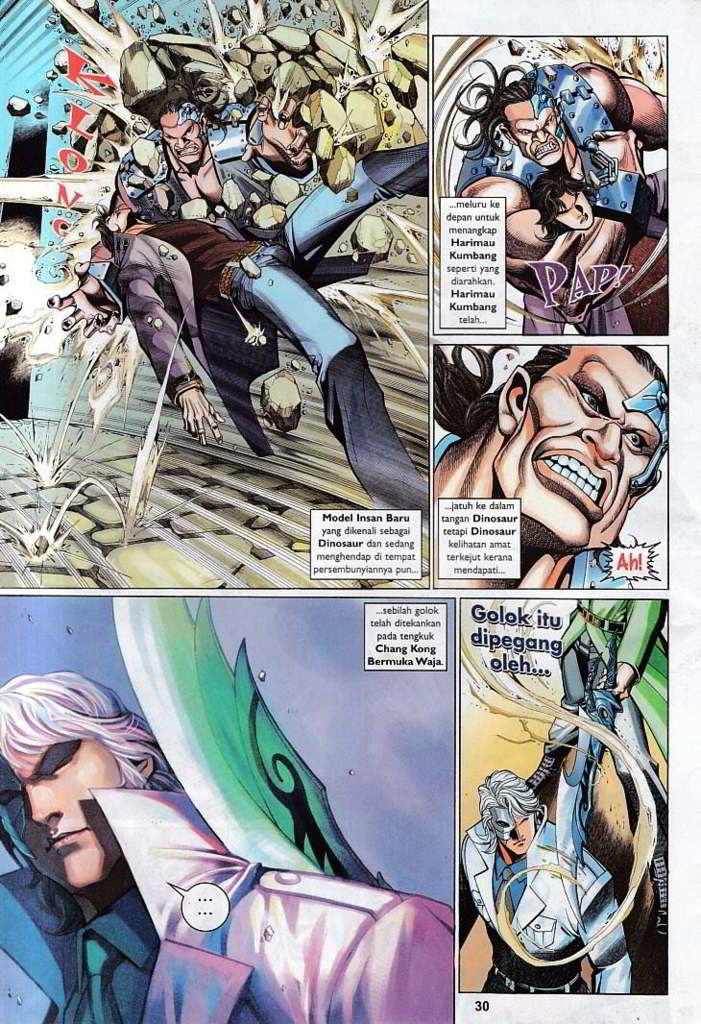 KLONG
Model Insan Baru
yang dikenali sebagai
Dinosaur dan sedang
menghendap di tempat
persembunyiannya pun...
...meluru ke
depan untuk
menangkap
Harimau
Kumbang
seperti yang
diarahkan.
Harimau
Kumbang
telah...
PAP!
...jatuh ke dalam
tangan Dinosaur
tetapi Dinosaur
kelihatan amat
terkejut kerana
mendapati...
Ah!
...sebilah golok
telah ditekankan
pada tengkuk
Chang Kong
Bermuka Waja.
...
...
Golok itu
dipegang
oleh...
30